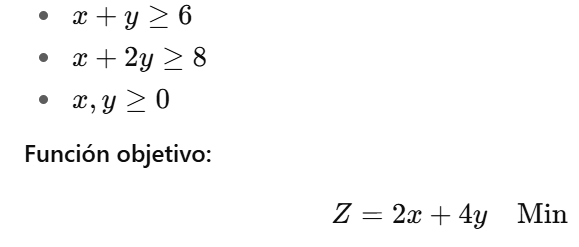 • x + y ≥ 6
• x + 2y ≥ 8
• x, y ≥ 0
Función objetivo:
Z = 2x + 4y Min